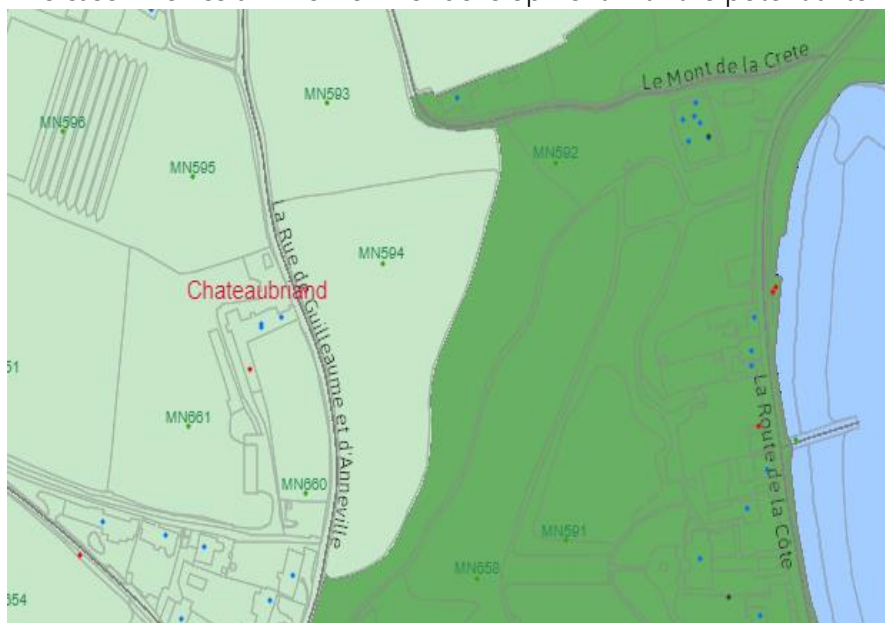 Le Mont de la Crete
MN593
MN596
MN592
MN595
La Rue de Guilleaume et d'Anneville
MN594
Chateaubriand
51
La Route de la Côte
MN661
MN660
MN591
MN658
654